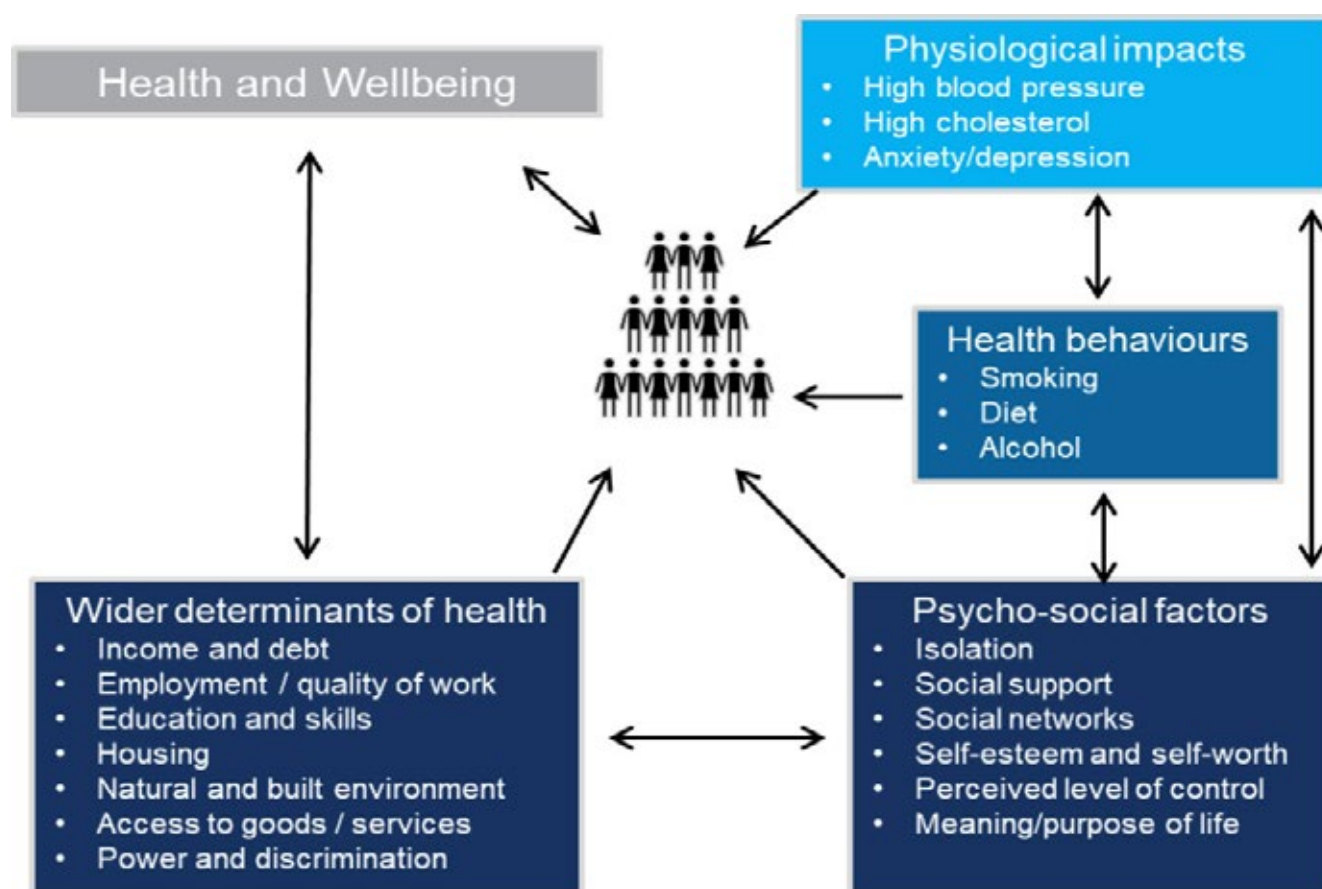 Health and Wellbeing
Physiological impacts
• High blood pressure
• High cholesterol
• Anxiety/depression
Health behaviours
• Smoking
• Diet
• Alcohol
Wider determinants of health
• Income and debt
• Employment / quality of work
• Education and skills
• Housing
• Natural and built environment
• Access to goods / services
• Power and discrimination
Psycho-social factors
• Isolation
• Social support
• Social networks
• Self-esteem and self-worth
• Perceived level of control
• Meaning/purpose of life